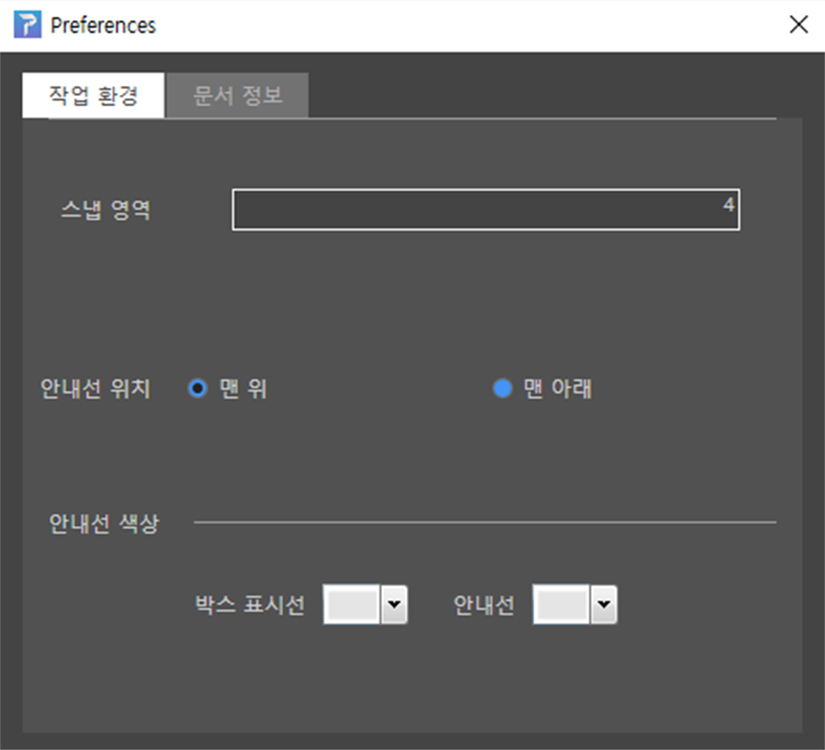 Preferences
작업 환경 문서 정보
스냅 영역 4
안내선 위치 맨 위 맨 아래
안내선 색상
박스 표시선 안내선